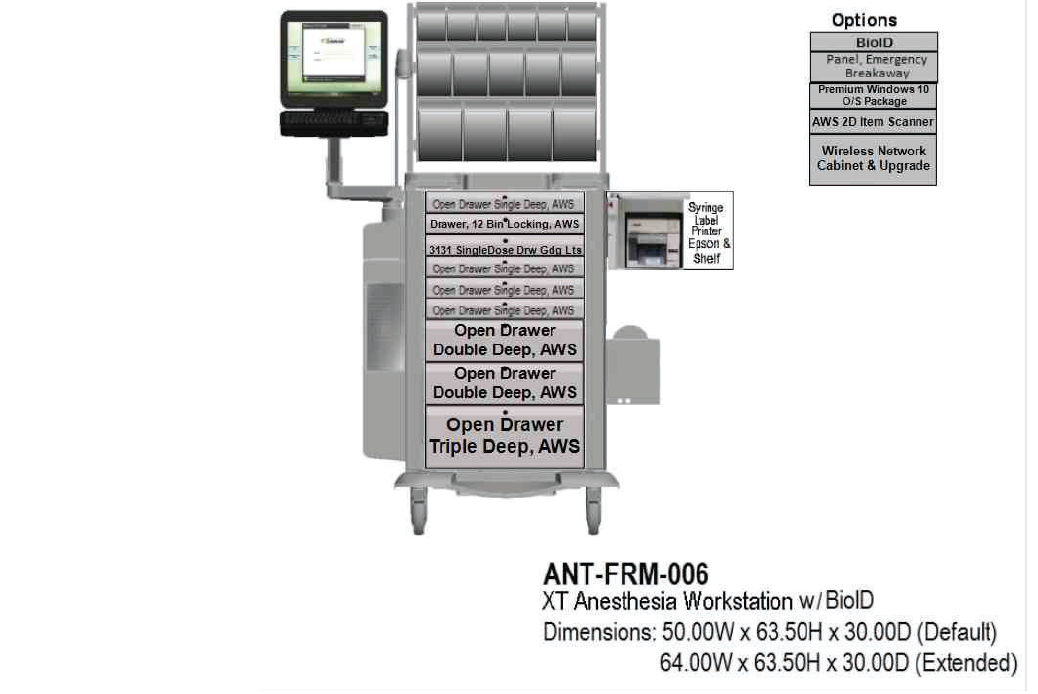 Options
BioID
Panel, Emergency
Breakaway
Premium Windows 10
O/S Package
AWS 2D Item Scanner
Wireless Network
Cabinet & Upgrade
Open Drawer Single Deep, AWS
Drawer, 12 Bin Locking, AWS
3131 SingleDose Drw Gdg Lts
Open Drawer Single Deep, AWS
Open Drawer Single Deep, AWS
Open Drawer Single Deep, AWS
Open Drawer
Double Deep, AWS
Open Drawer
Double Deep, AWS
Open Drawer
Triple Deep, AWS
Syringe
Label
Printer
Epson &
Shelf
ANT-FRM-006
XT Anesthesia Workstation w/ BioID
Dimensions: 50.00W x 63.50H x 30.00D (Default)
64.00W x 63.50H x 30.00D (Extended)